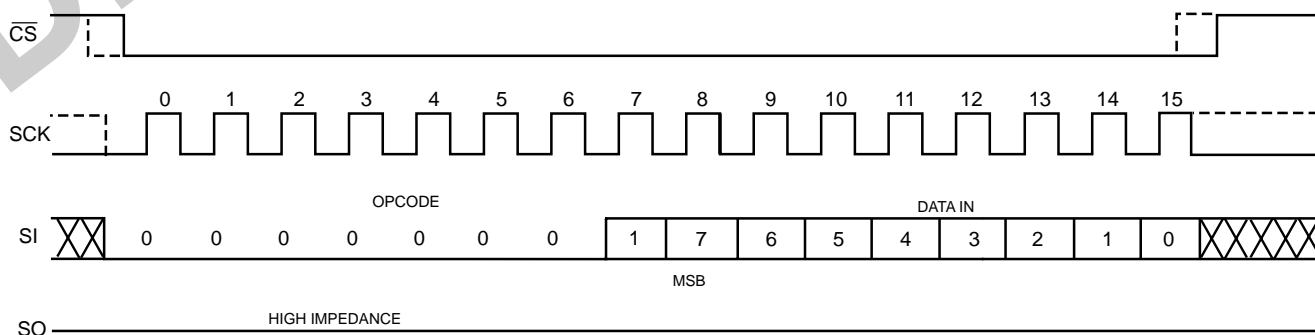 CS
0 1 2 3 4 5 6 7 8 9 10 11 12 13 14 15
SCK
OPCODE
DATA IN
SI 0 0 0 0 0 0 0 1 7 6 5 4 3 2 1 0
MSB
HIGH IMPEDANCE
SO